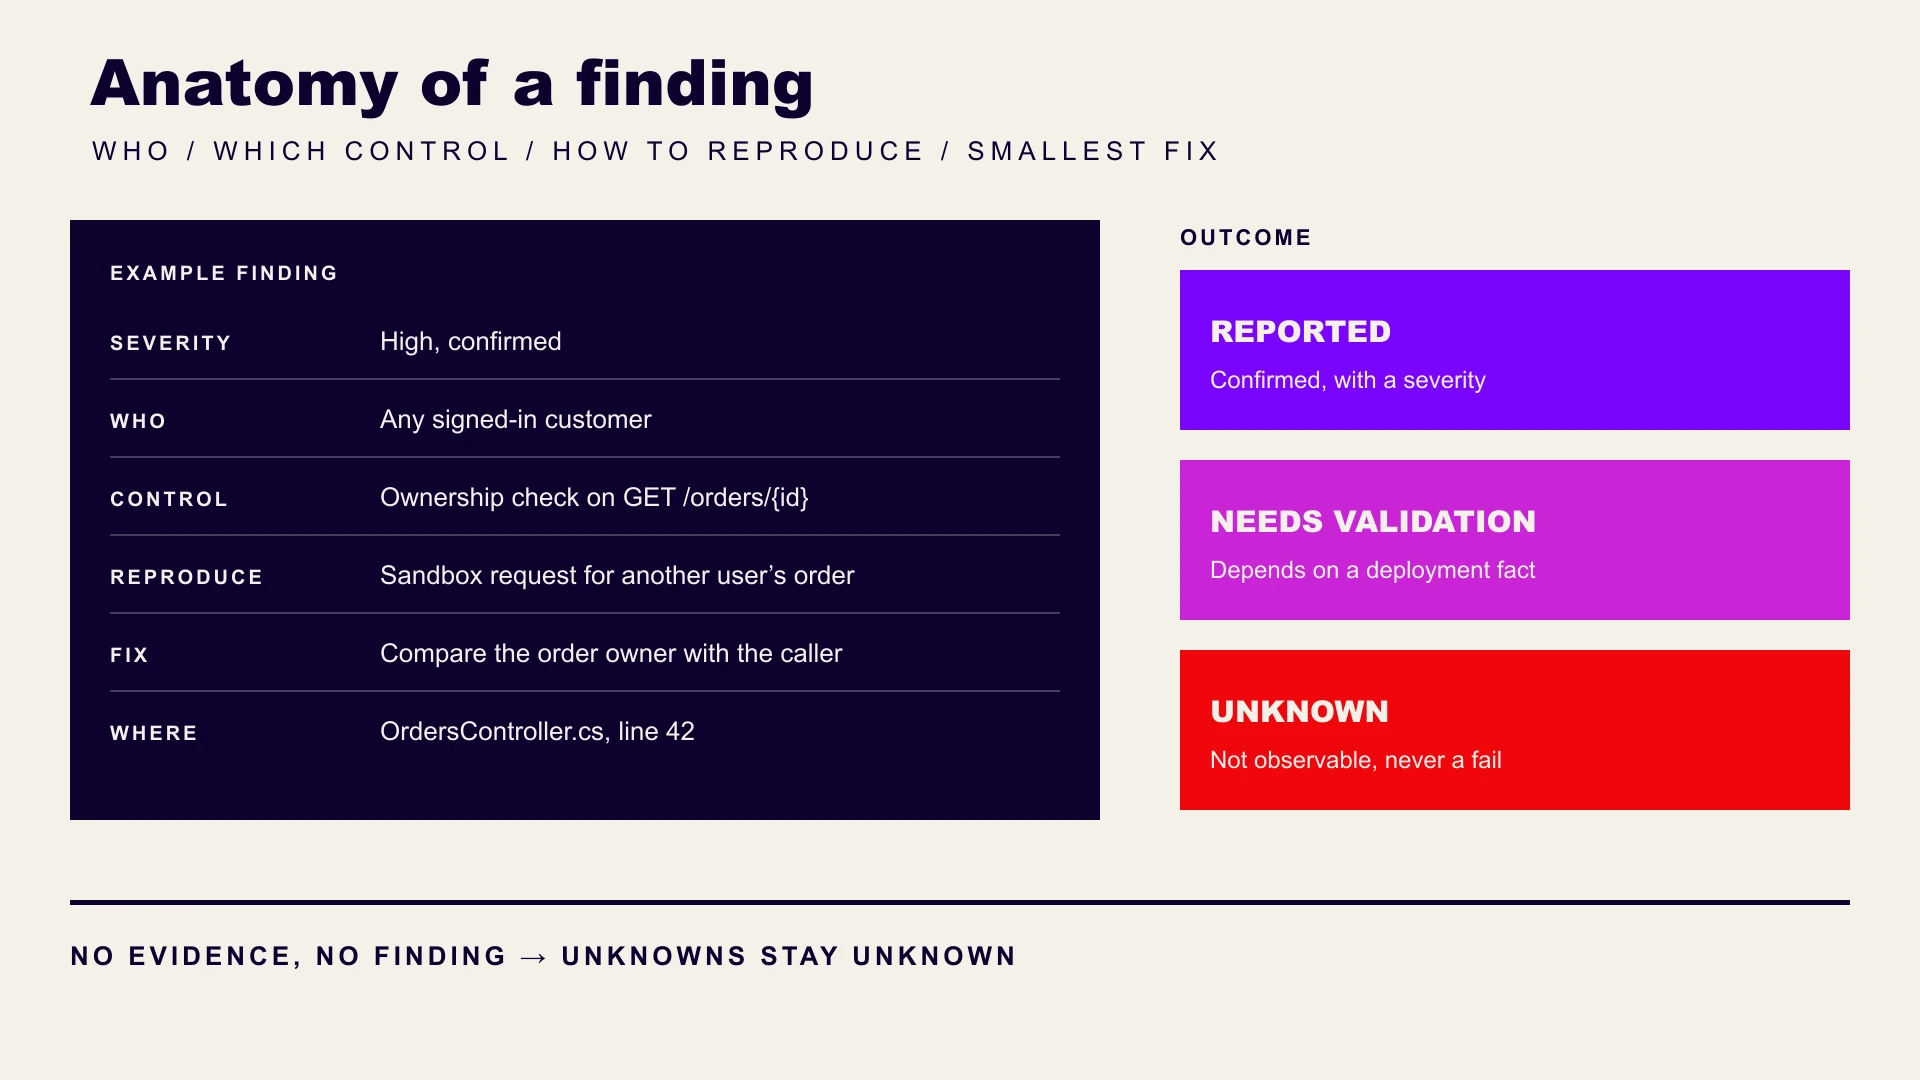 Anatomy of a finding
WHO / WHICH CONTROL / HOW TO REPRODUCE / SMALLEST FIX
EXAMPLE FINDING
SEVERITY High, confirmed
WHO Any signed-in customer
CONTROL Ownership check on GET /orders/{id}
REPRODUCE Sandbox request for another user’s order
FIX Compare the order owner with the caller
WHERE OrdersController.cs, line 42
OUTCOME
REPORTED
Confirmed, with a severity
NEEDS VALIDATION
Depends on a deployment fact
UNKNOWN
Not observable, never a fail
NO EVIDENCE, NO FINDING → UNKNOWNS STAY UNKNOWN